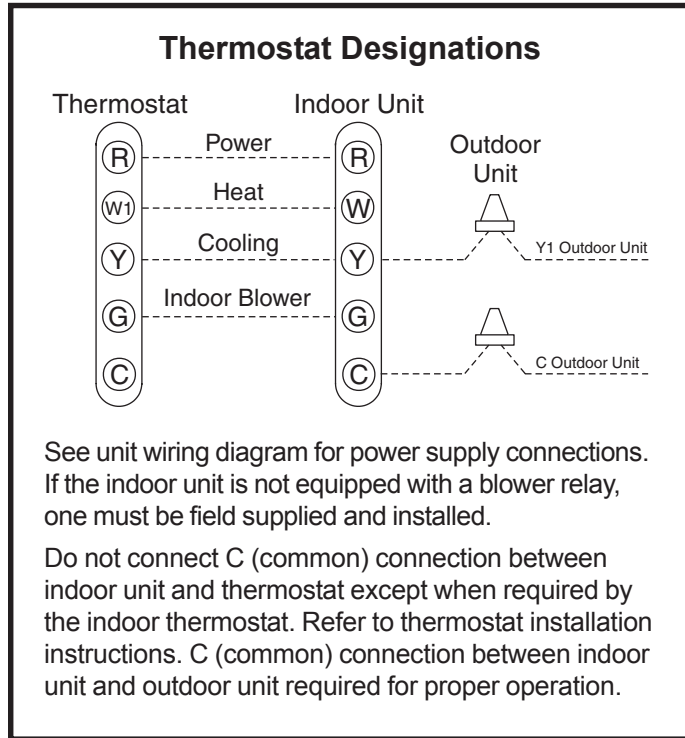 Thermostat Designations
Thermostat
Indoor Unit
Outdoor
Unit
R
Power
R
W1
Heat
W
Y
Cooling
Y
Y1 Outdoor Unit
G
Indoor Blower
G
C
C
C Outdoor Unit
See unit wiring diagram for power supply connections.
If the indoor unit is not equipped with a blower relay,
one must be field supplied and installed.
Do not connect C (common) connection between
indoor unit and thermostat except when required by
the indoor thermostat. Refer to thermostat installation
instructions. C (common) connection between indoor
unit and outdoor unit required for proper operation.